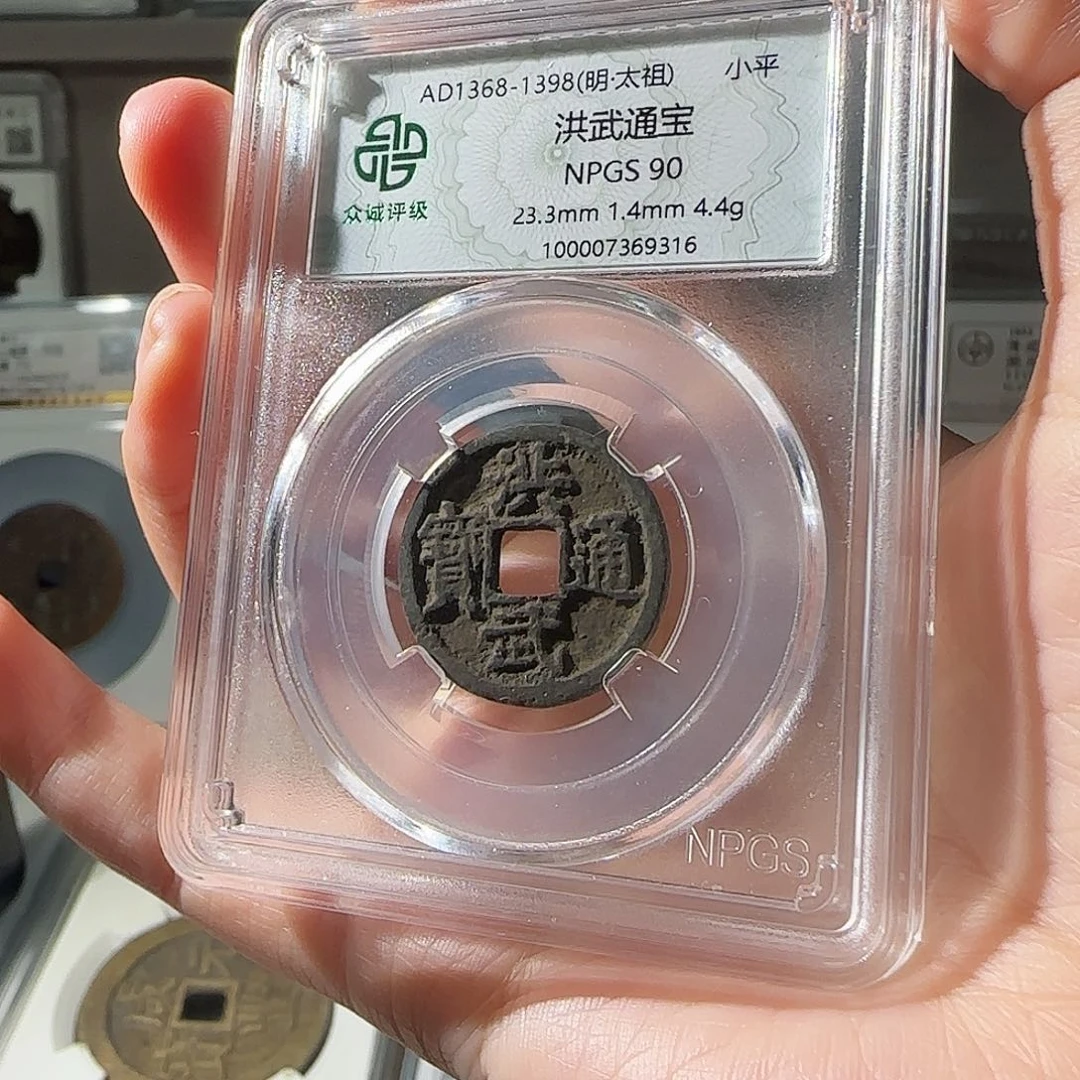 AD1368-1398(明·太祖) 小平
洪武通宝
NPGS 90
众诚评级
23.3mm 1.4mm 4.4g
100007369316
洪武通寶
NPGS